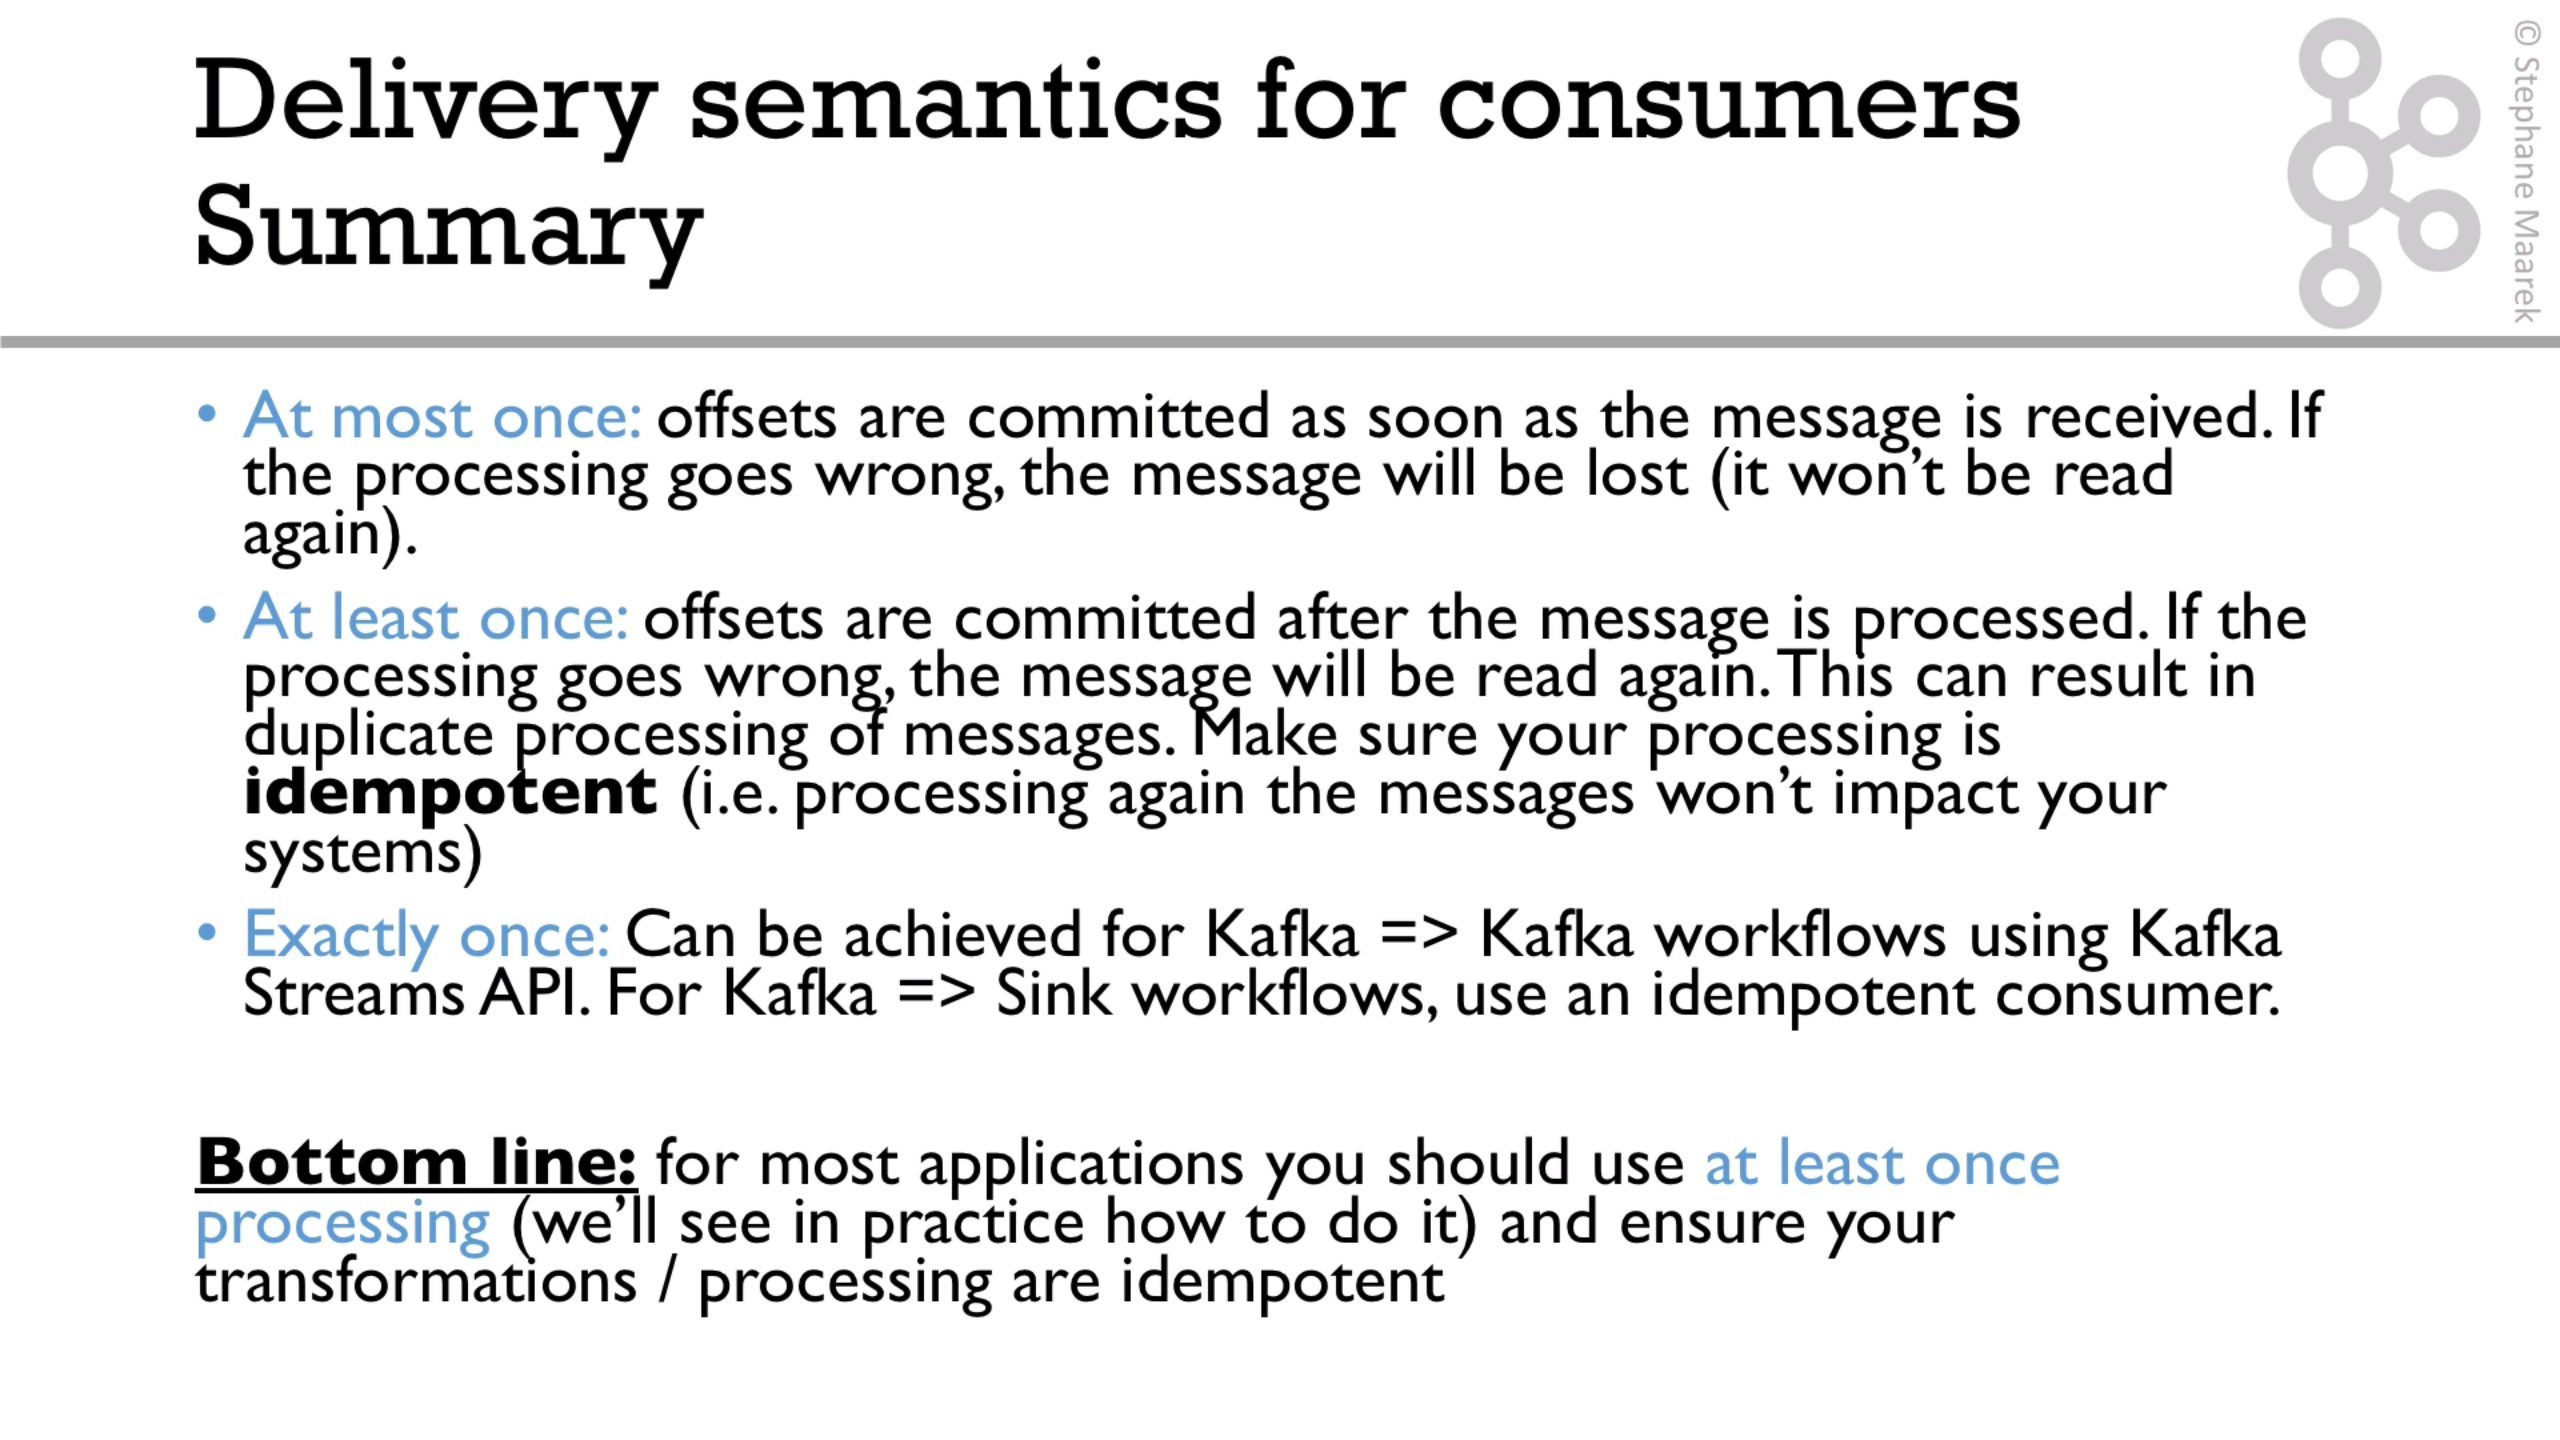 Delivery semantics for consumers
Summary
© Stephane Maarek
• At most once: offsets are committed as soon as the message is received. If
the processing goes wrong, the message will be lost (it won’t be read
again).
• At least once: offsets are committed after the message is processed. If the
processing goes wrong, the message will be read again. This can result in
duplicate processing of messages. Make sure your processing is
idempotent (i.e. processing again the messages won’t impact your
systems)
• Exactly once: Can be achieved for Kafka => Kafka workflows using Kafka
Streams API. For Kafka => Sink workflows, use an idempotent consumer.
Bottom line: for most applications you should use at least once
processing (we’ll see in practice how to do it) and ensure your
transformations / processing are idempotent